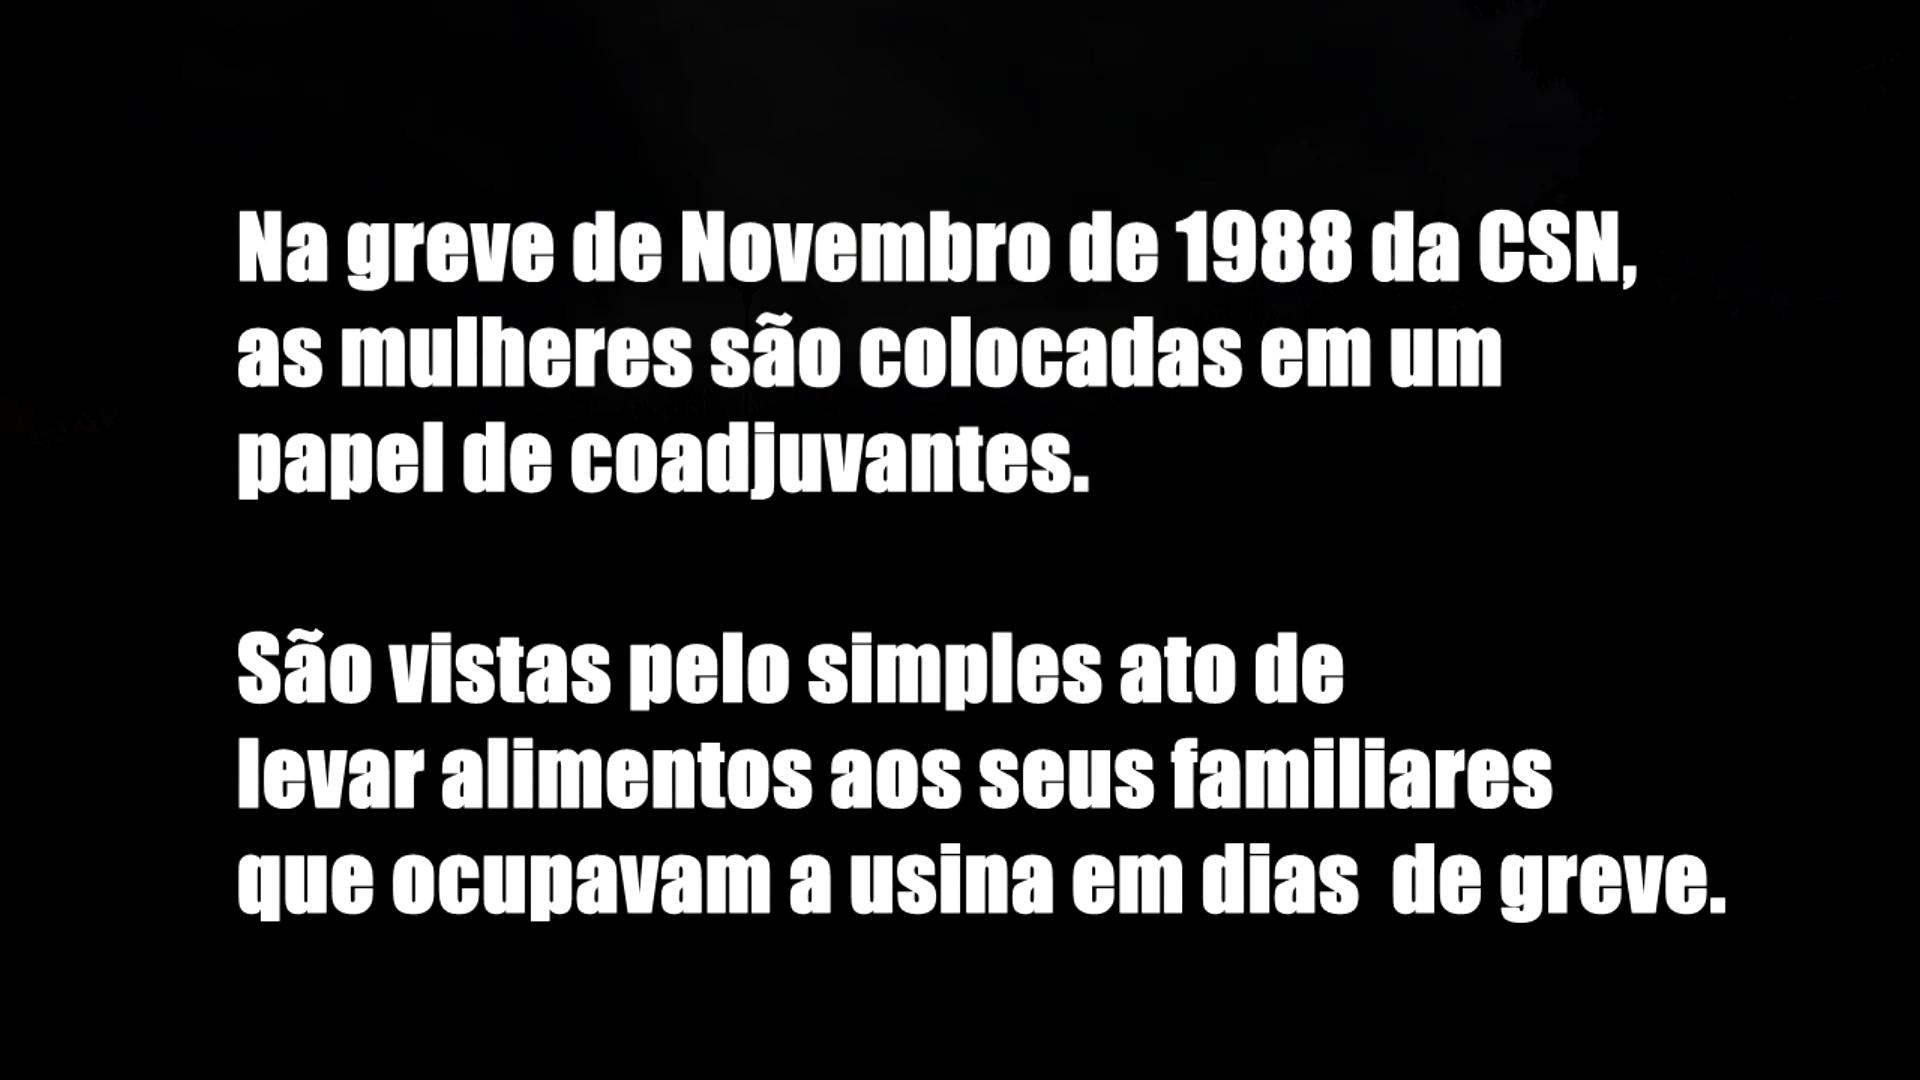 Na greve de Novembro de 1988 da CSN,
as mulheres são colocadas em um
papel de coadjuvantes.
São vistas pelo simples ato de
levar alimentos aos seus familiares
que ocupavam a usina em dias  de greve.